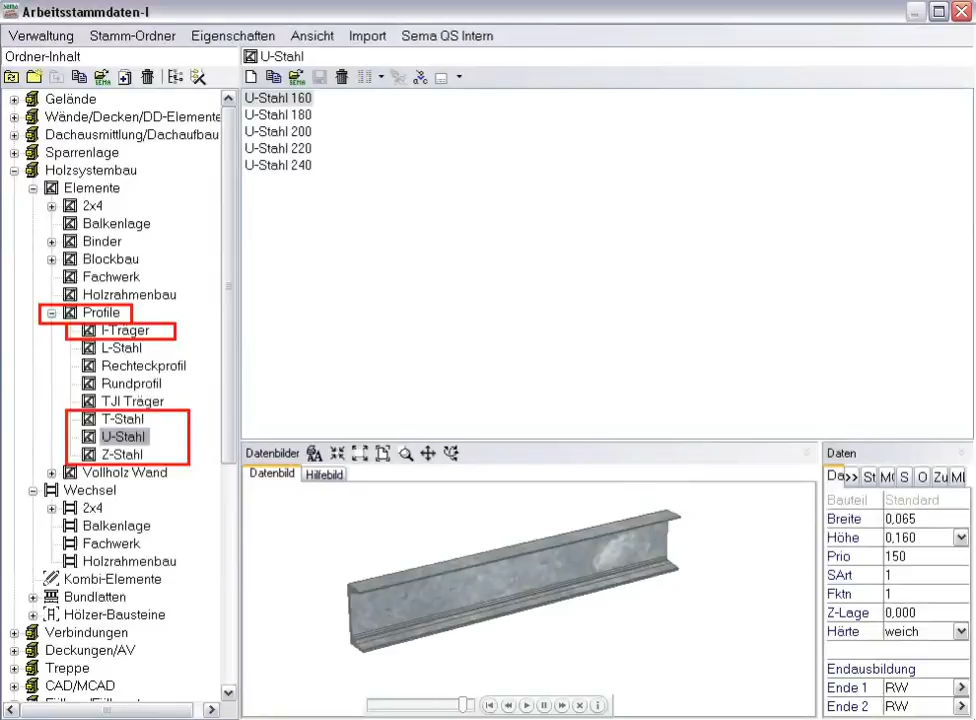 Arbeitsstammdaten-I
Verwaltung Stamm-Ordner Eigenschaften Ansicht Import Sema QS Intern
Ordner-Inhalt
Gelände
Wände/Decken/DD-Elemente
Dachausmittlung/Dachaufbau
Sparrenlage
Holzsystembau
Elemente
2x4
Balkenlage
Binder
Blockbau
Fachwerk
Holzrahmenbau
Profile
I-Träger
L-Stahl
Rechteckprofil
Rundprofil
TJI Träger
T-Stahl
U-Stahl
Z-Stahl
Vollholz Wand
Wechsel
2x4
Balkenlage
Fachwerk
Holzrahmenbau
Kombi-Elemente
Bundlatten
Hölzer-Bausteine
Verbindungen
Deckungen/AV
Treppe
CAD/MCAD
U-Stahl
U-Stahl 160
U-Stahl 180
U-Stahl 200
U-Stahl 220
U-Stahl 240
Datenbilder
Datenbild Hilfebild
Daten
Da >> St MC S O Zu MI
Bauteil Standard
Breite 0,065
Höhe 0,160
Prio 150
SArt 1
Fktn 1
Z-Lage 0,000
Härte weich
Endausbildung
Ende 1 RW
Ende 2 RW